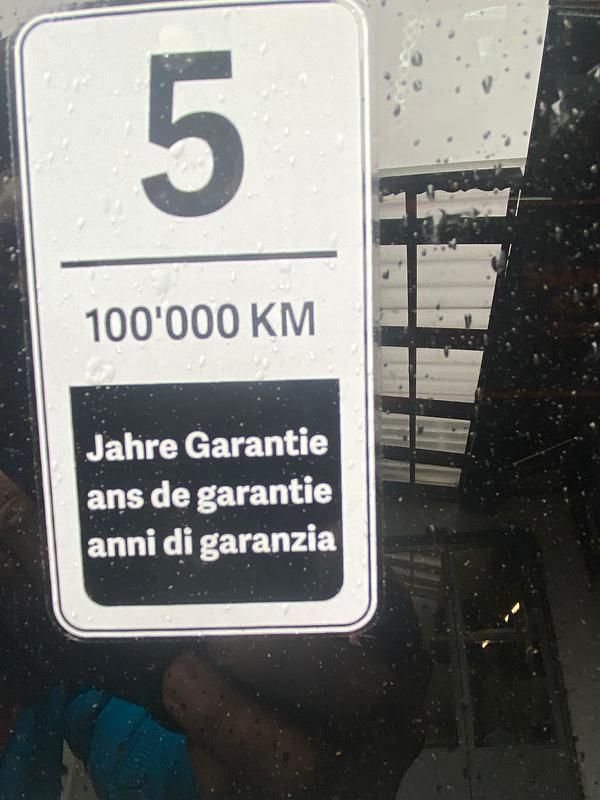 5
100'000 KM
Jahre Garantie
ans de garantie
anni di garanzia